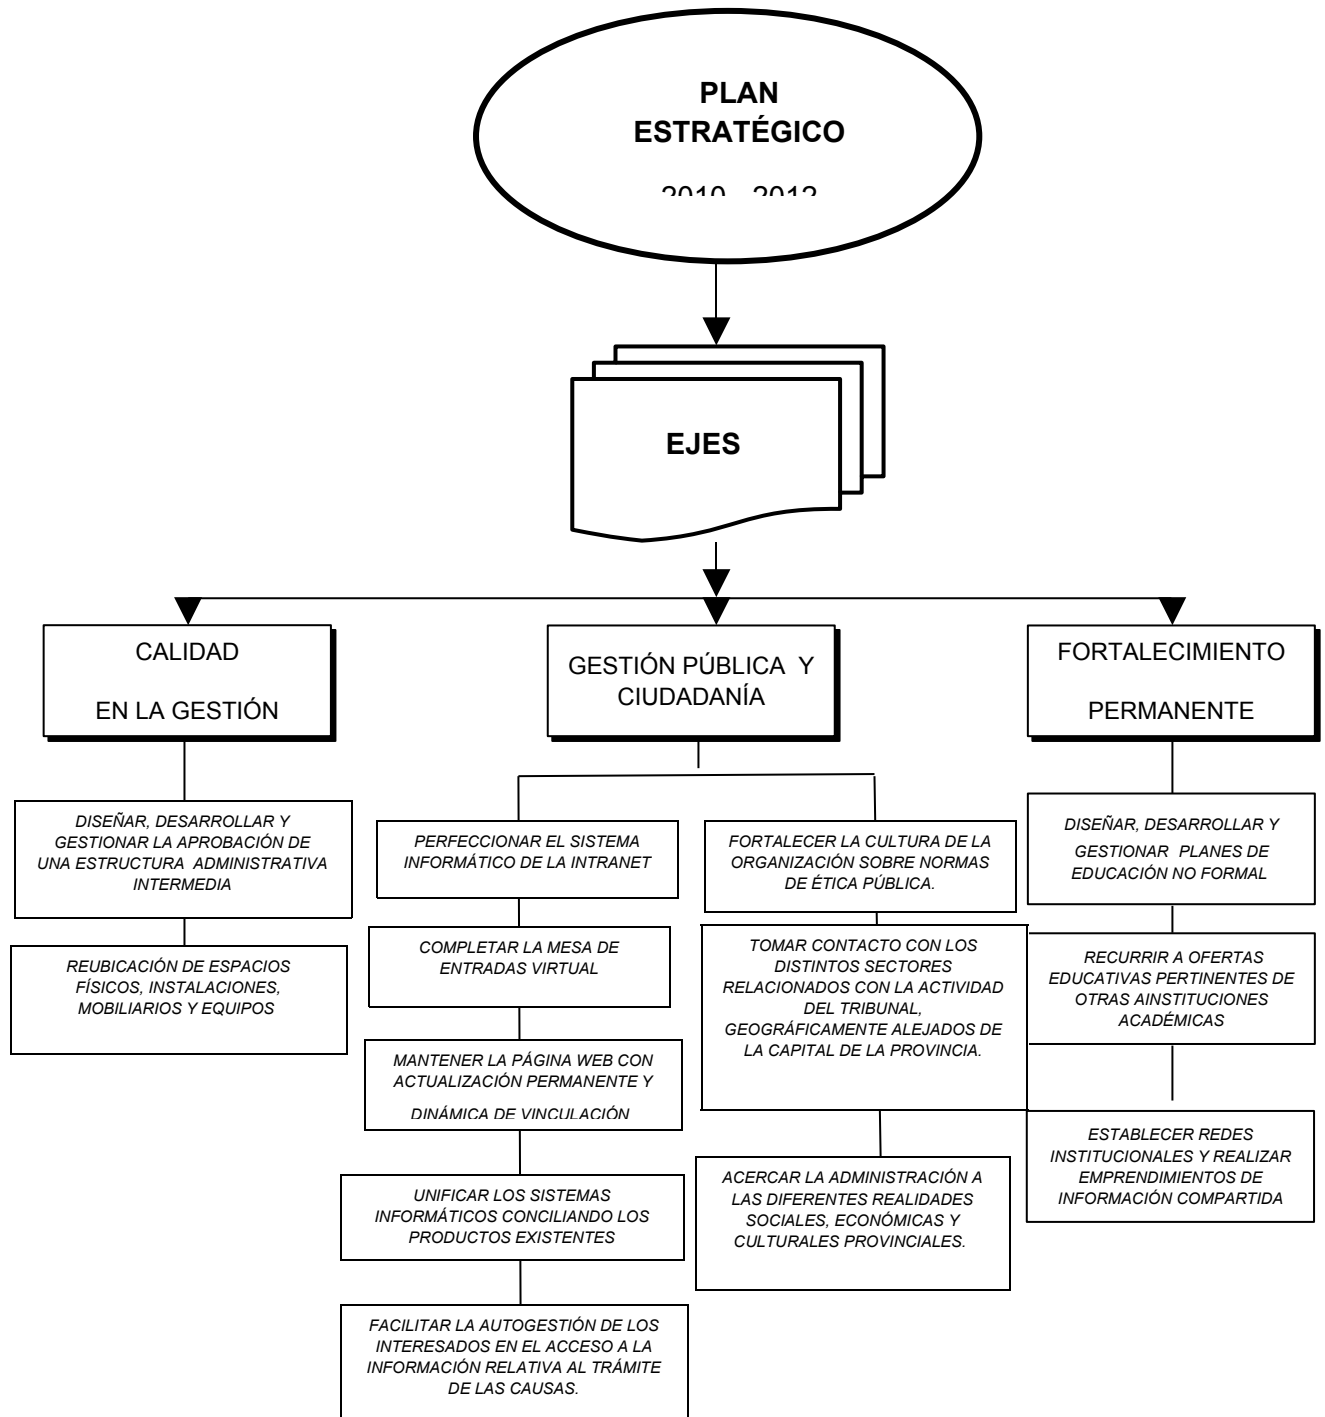 PLAN
ESTRATÉGICO
2010 - 2012
EJES
CALIDAD
EN LA GESTIÓN
GESTIÓN PÚBLICA Y
CIUDADANÍA
FORTALECIMIENTO
PERMANENTE
DISEÑAR, DESARROLLAR Y
GESTIONAR LA APROBACIÓN DE
UNA ESTRUCTURA ADMINISTRATIVA
INTERMEDIA
REUBICACIÓN DE ESPACIOS
FÍSICOS, INSTALACIONES,
MOBILIARIOS Y EQUIPOS
PERFECCIONAR EL SISTEMA
INFORMÁTICO DE LA INTRANET
COMPLETAR LA MESA DE
ENTRADAS VIRTUAL
MANTENER LA PÁGINA WEB CON
ACTUALIZACIÓN PERMANENTE Y
DINÁMICA DE VINCULACIÓN
UNIFICAR LOS SISTEMAS
INFORMÁTICOS CONCILIANDO LOS
PRODUCTOS EXISTENTES
FACILITAR LA AUTOGESTIÓN DE LOS
INTERESADOS EN EL ACCESO A LA
INFORMACIÓN RELATIVA AL TRÁMITE
DE LAS CAUSAS.
FORTALECER LA CULTURA DE LA
ORGANIZACIÓN SOBRE NORMAS
DE ÉTICA PÚBLICA.
TOMAR CONTACTO CON LOS
DISTINTOS SECTORES
RELACIONADOS CON LA ACTIVIDAD
DEL TRIBUNAL,
GEOGRÁFICAMENTE ALEJADOS DE
LA CAPITAL DE LA PROVINCIA.
ACERCAR LA ADMINISTRACIÓN A
LAS DIFERENTES REALIDADES
SOCIALES, ECONÓMICAS Y
CULTURALES PROVINCIALES.
DISEÑAR, DESARROLLAR Y
GESTIONAR PLANES DE
EDUCACIÓN NO FORMAL
RECURRIR A OFERTAS
EDUCATIVAS PERTINENTES DE
OTRAS AINSTITUCIONES
ACADÉMICAS
ESTABLECER REDES
INSTITUCIONALES Y REALIZAR
EMPRENDIMIENTOS DE
INFORMACIÓN COMPARTIDA